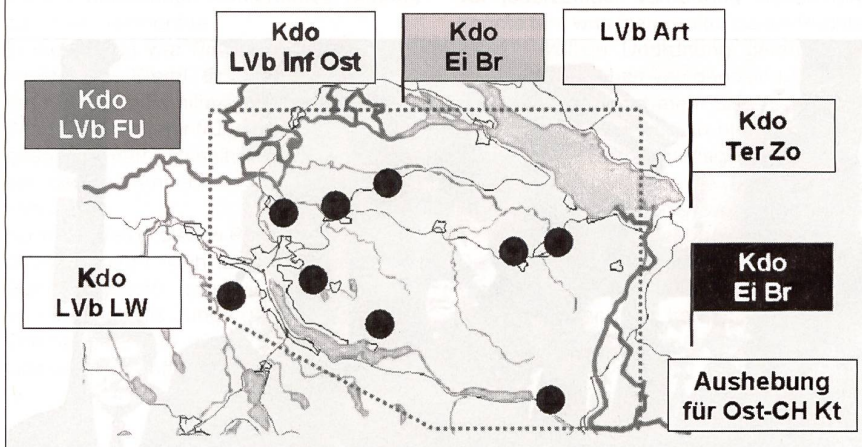 Kdo
LVb Inf Ost
Kdo
Ei Br
LVb Art
Kdo
LVb FU
Kdo
Ter Zo
Kdo
LVb LW
Kdo
Ei Br
Aushebung
für Ost-CH Kt